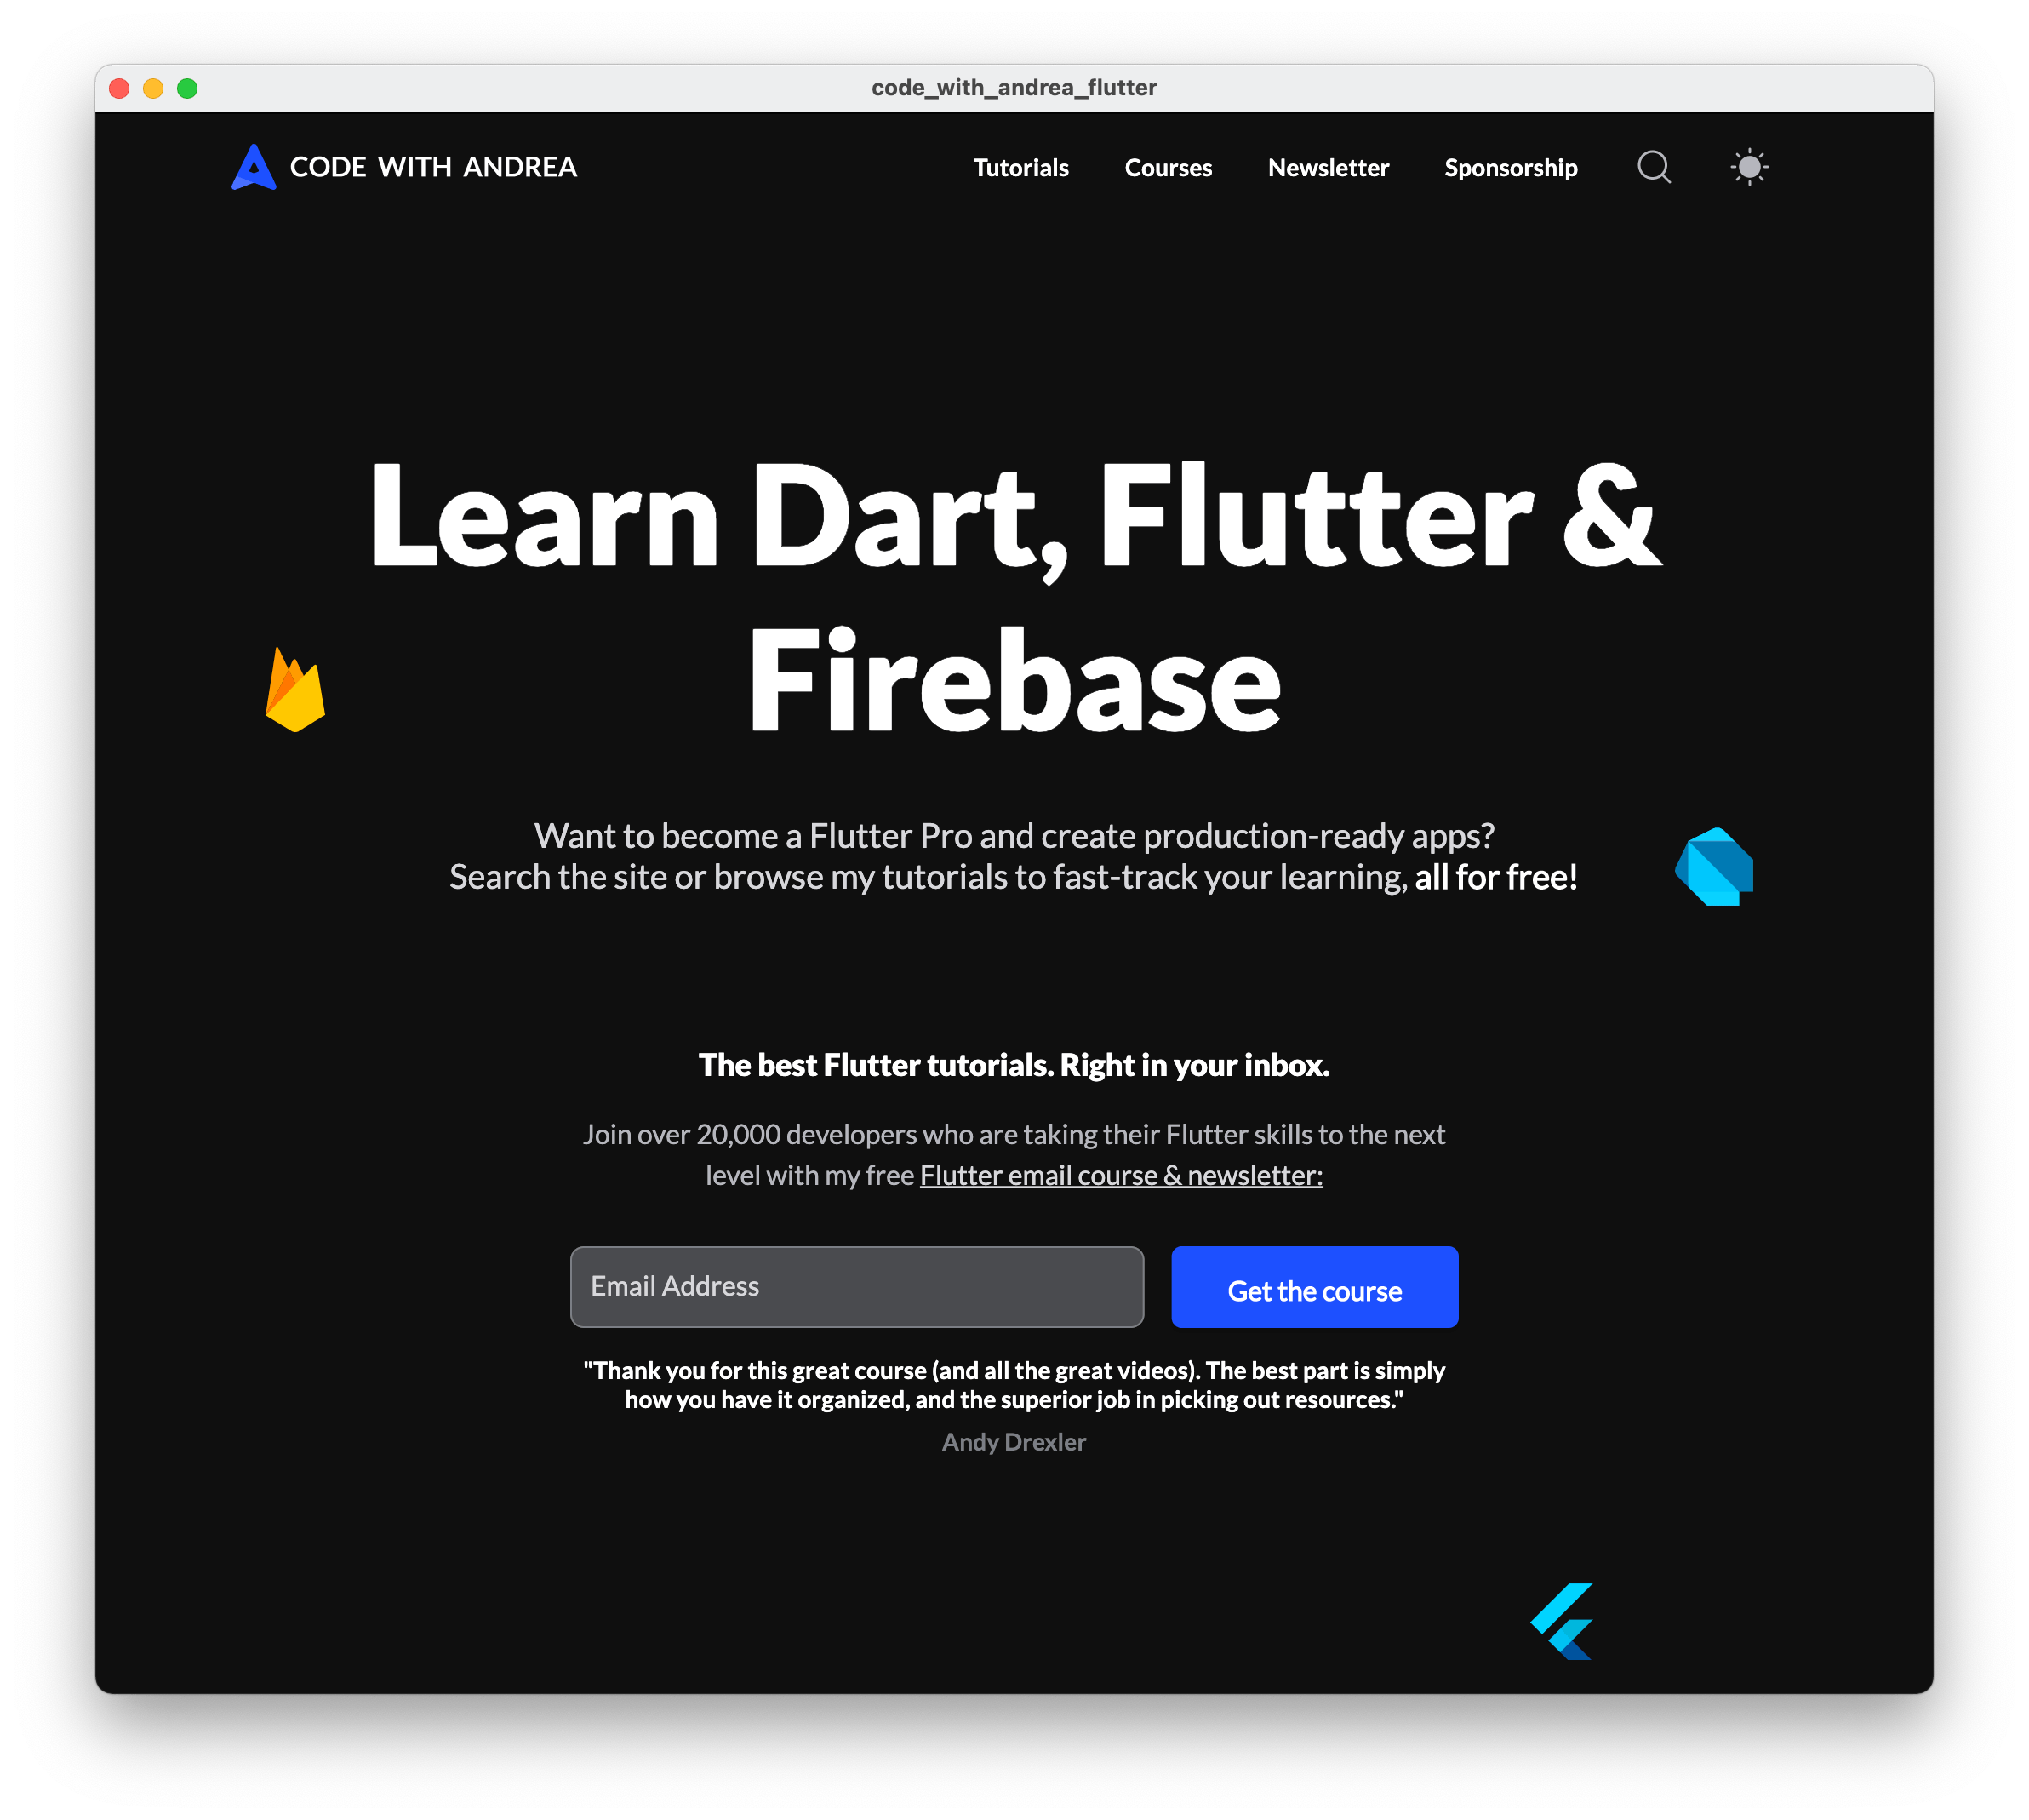 code_with_andrea_flutter
CODE WITH ANDREA
Tutorials
Courses
Newsletter
Sponsorship
Learn Dart, Flutter &
Firebase
Want to become a Flutter Pro and create production-ready apps?
Search the site or browse my tutorials to fast-track your learning, all for free!
The best Flutter tutorials. Right in your inbox.
Join over 20,000 developers who are taking their Flutter skills to the next
level with my free Flutter email course & newsletter:
Email Address
Get the course
"Thank you for this great course (and all the great videos). The best part is simply
how you have it organized, and the superior job in picking out resources."
Andy Drexler